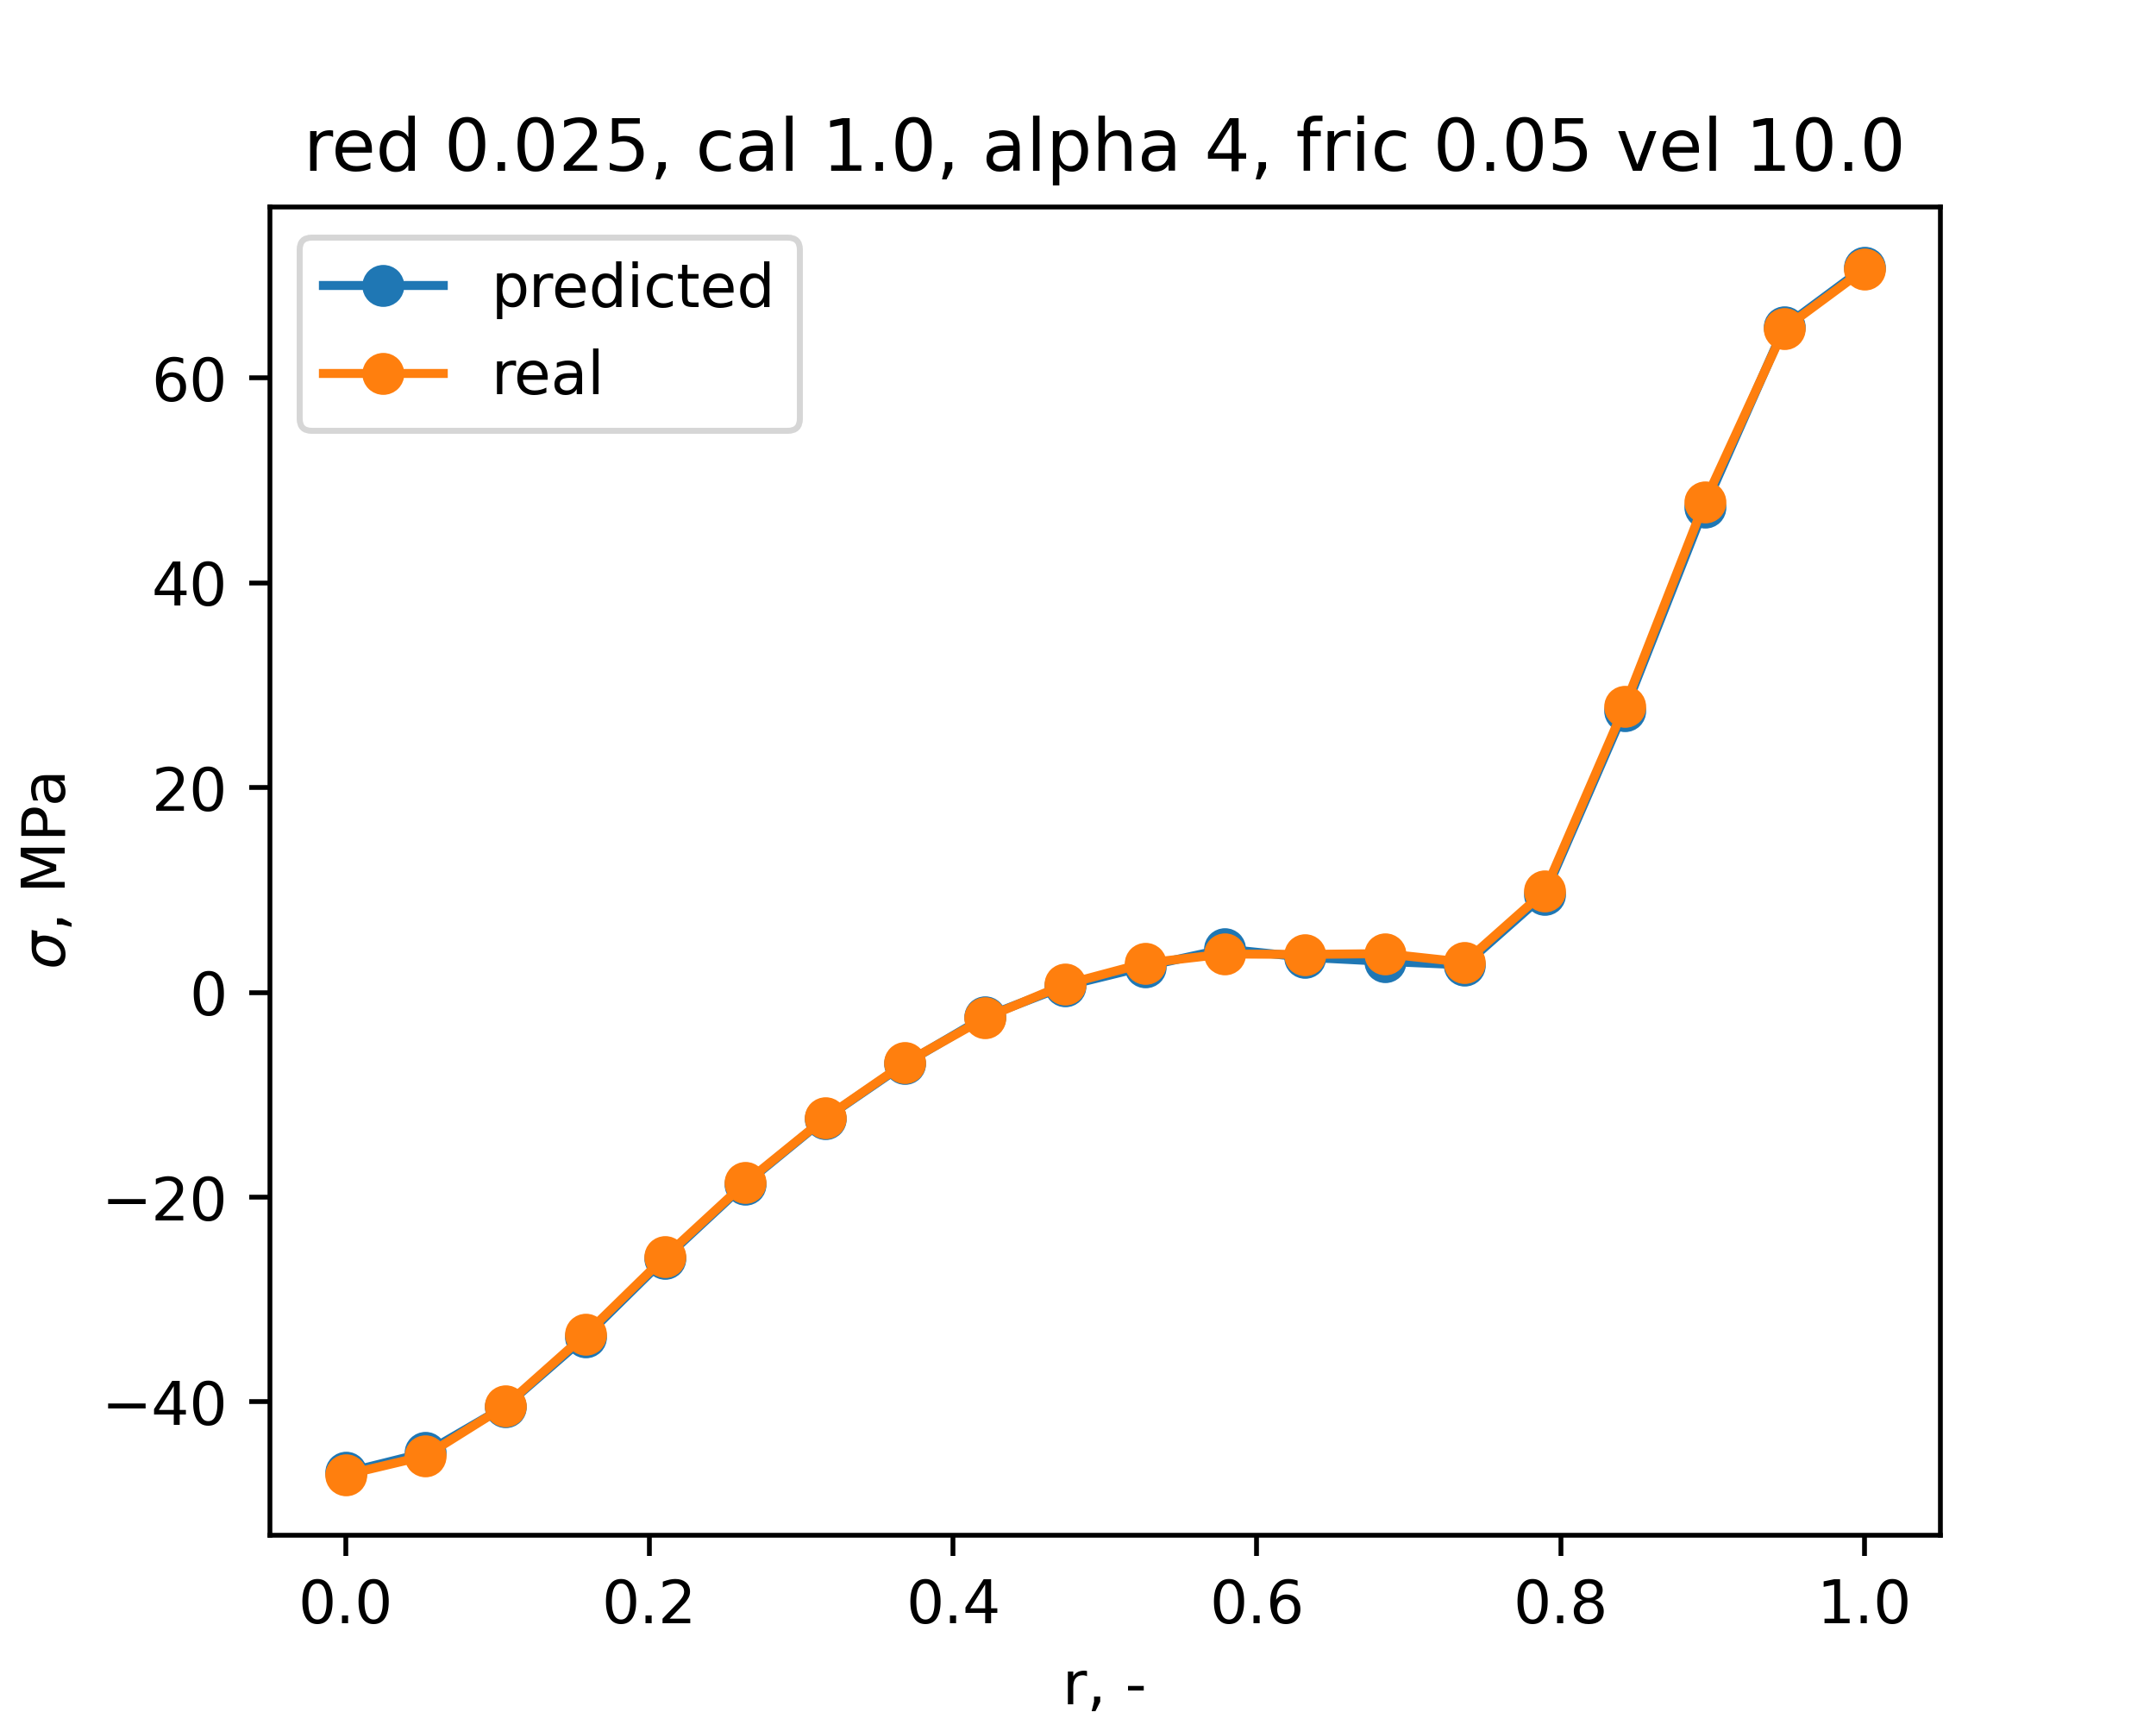 red 0.025, cal 1.0, alpha 4, fric 0.05 vel 10.0
predicted
real
60
40
20
0
−20
−40
σ, MPa
0.0 0.2 0.4 0.6 0.8 1.0
r, -